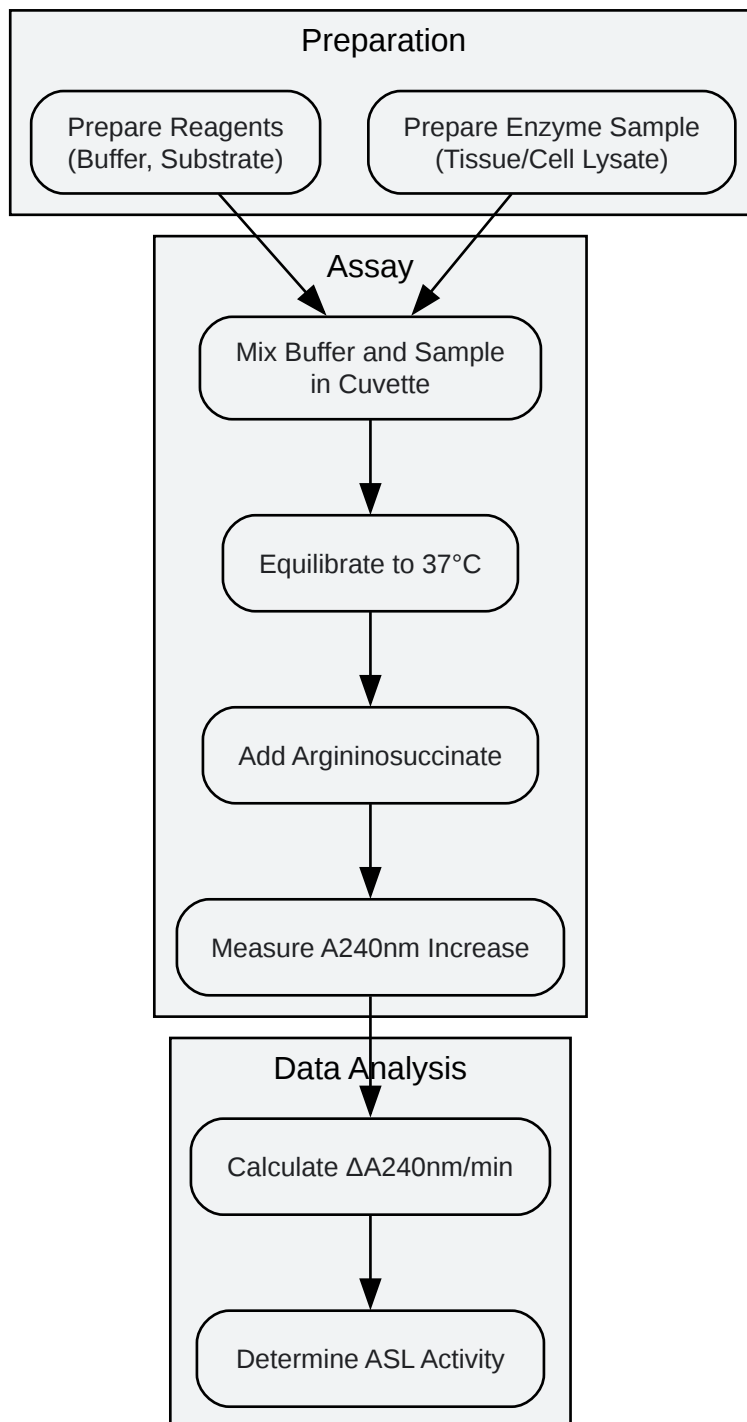 Preparation
Prepare Reagents
(Buffer, Substrate)
Prepare Enzyme Sample
(Tissue/Cell Lysate)
Assay
Mix Buffer and Sample
in Cuvette
Equilibrate to 37°C
Add Argininosuccinate
Measure A240nm Increase
Data Analysis
Calculate ΔA240nm/min
Determine ASL Activity